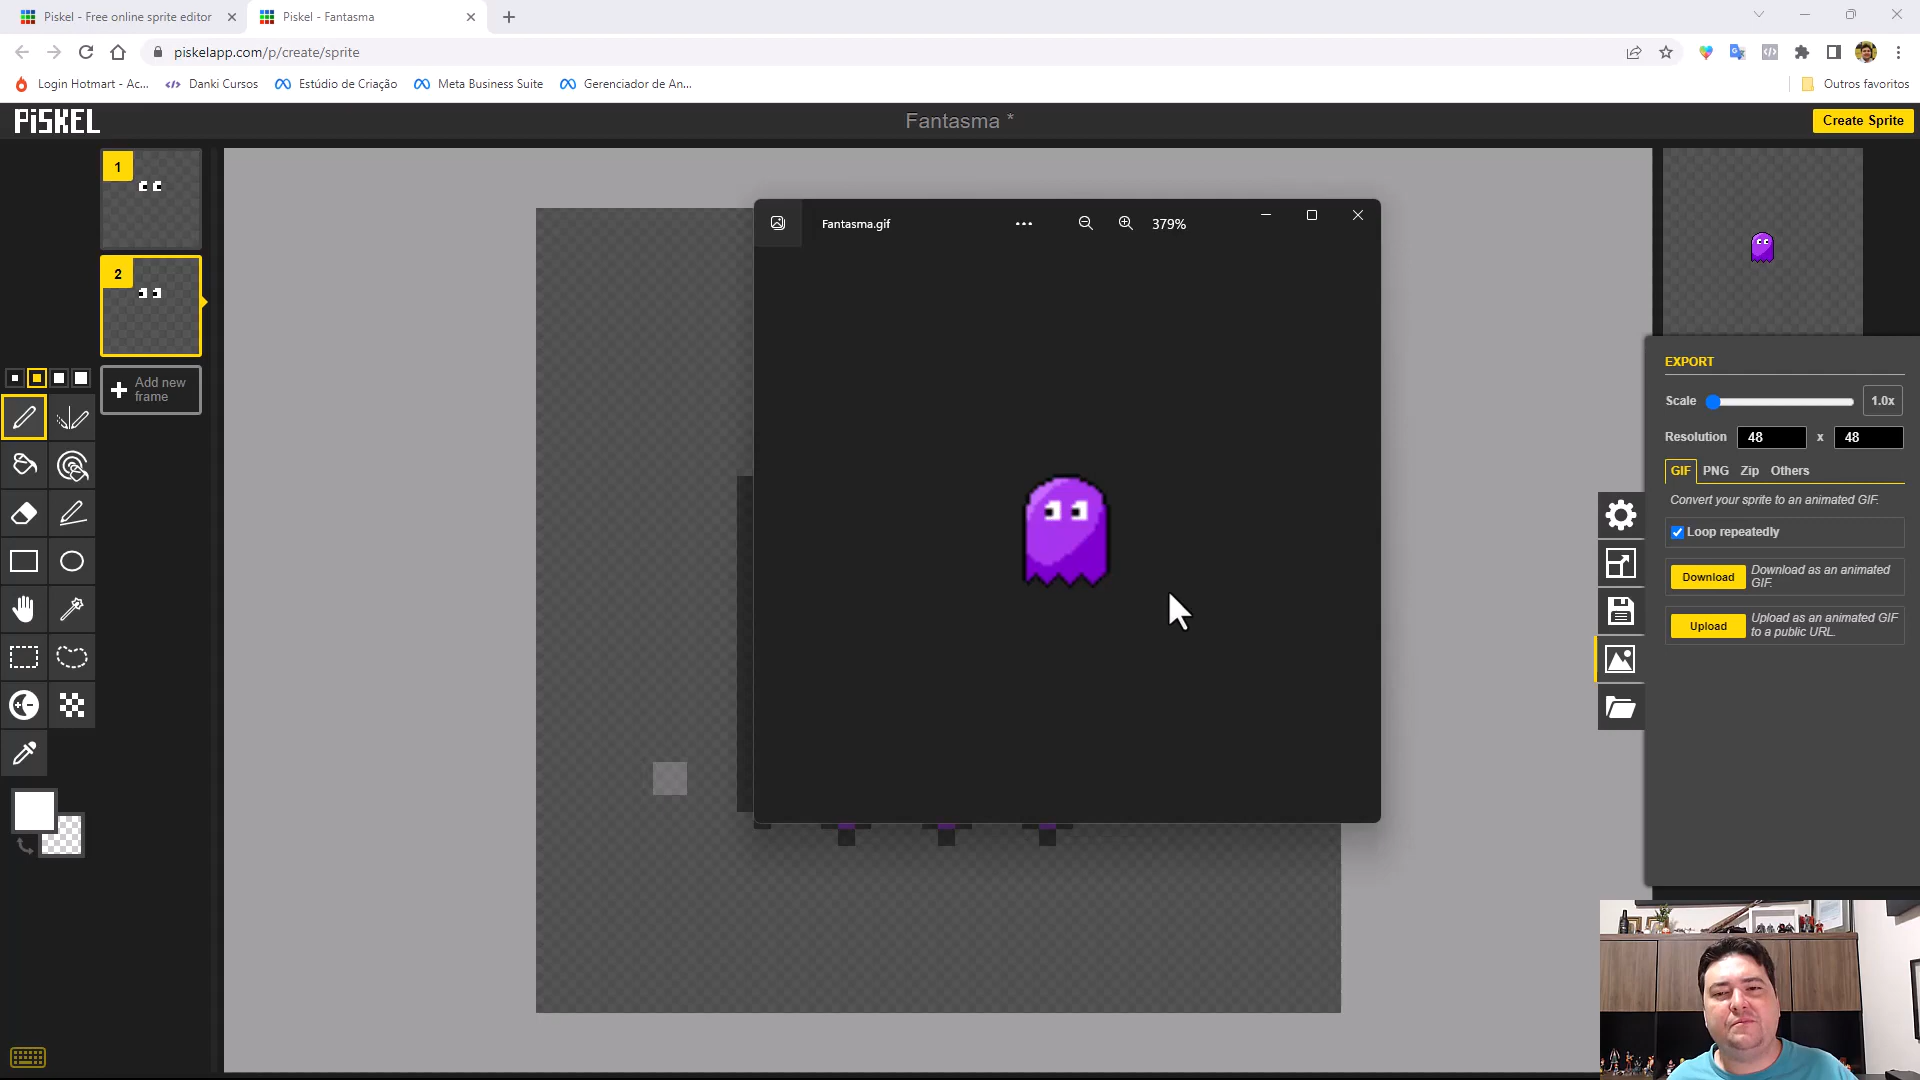 Piskel - Free online sprite editor
Piskel - Fantasma
piskelapp.com/p/create/sprite
Login Hotmart - Ac...
Danki Cursos
Estúdio de Criação
Meta Business Suite
Gerenciador de An...
Outros favoritos
PiSKEL
Fantasma *
Create Sprite
1
2
Add new
frame
Fantasma.gif
379%
EXPORT
Scale
1.0x
Resolution
48
x
48
GIF
PNG
Zip
Others
Convert your sprite to an animated GIF.
Loop repeatedly
Download
Download as an animated
GIF.
Upload
Upload as an animated GIF
to a public URL.